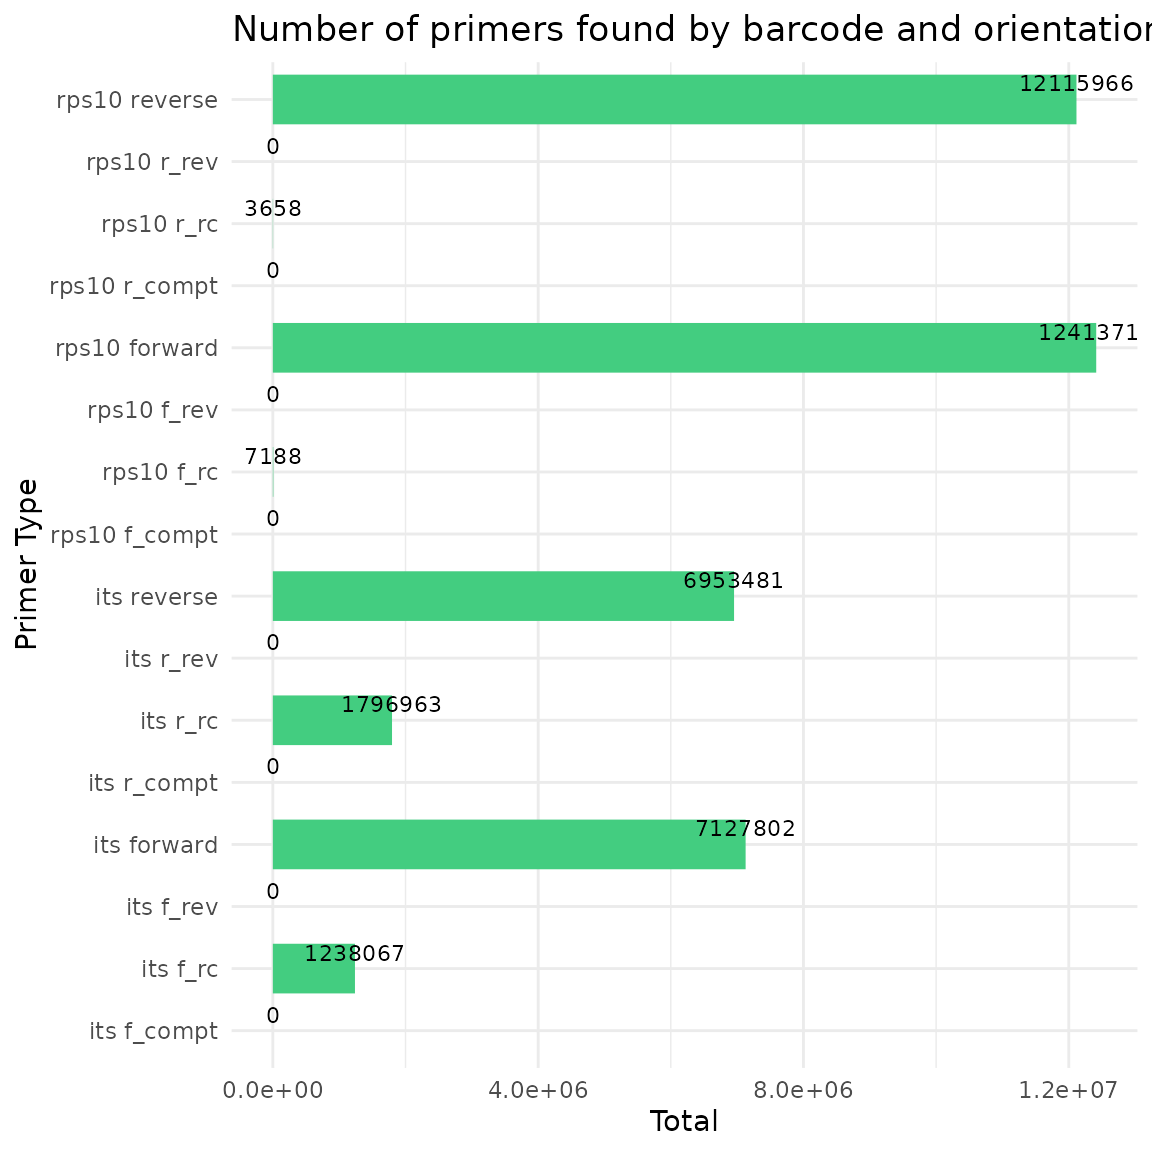 Number of primers found by barcode and orientation
rps10 reverse 12115966
rps10 r_rev 0
rps10 r_rc 3658
rps10 r_compt 0
rps10 forward 1241371
rps10 f_rev 0
rps10 f_rc 7188
rps10 f_compt 0
its reverse 6953481
its r_rev 0
its r_rc 1796963
its r_compt 0
its forward 7127802
its f_rev 0
its f_rc 1238067
its f_compt 0
0.0e+00 4.0e+06 8.0e+06 1.2e+07
Total
Primer Type